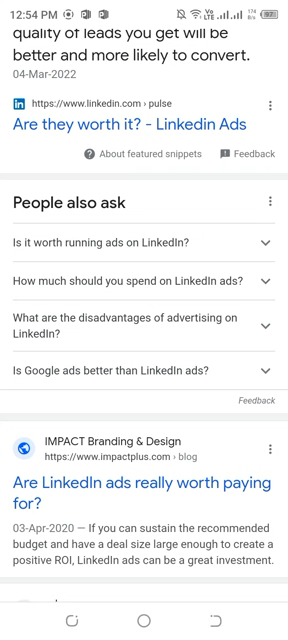 12:54 PM
Vo
LTE
174
B/s
quality of leads you get will be
better and more likely to convert.
04-Mar-2022
in https://www.linkedin.com › pulse
Are they worth it? - Linkedin Ads
About featured snippets Feedback
People also ask
Is it worth running ads on LinkedIn?
How much should you spend on LinkedIn ads?
What are the disadvantages of advertising on
LinkedIn?
Is Google ads better than LinkedIn ads?
Feedback
IMPACT Branding & Design
https://www.impactplus.com › blog
Are LinkedIn ads really worth paying
for?
03-Apr-2020 — If you can sustain the recommended
budget and have a deal size large enough to create a
positive ROI, LinkedIn ads can be a great investment.